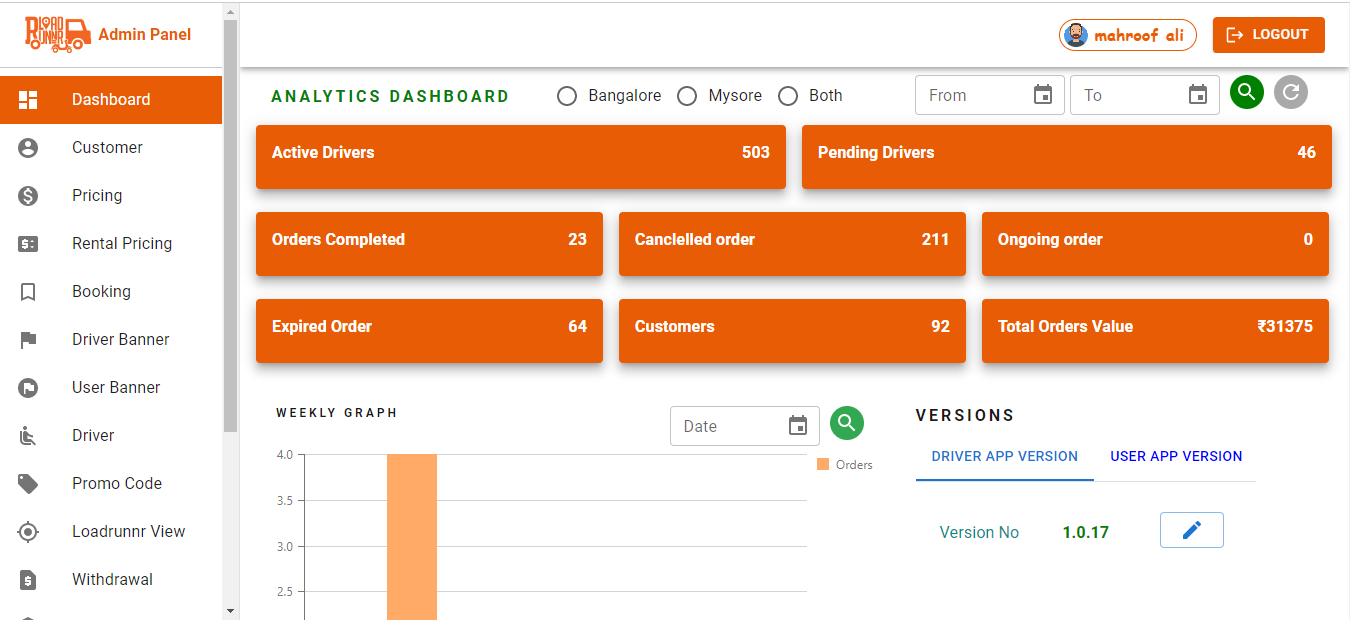 LOAD RUNNR
Admin Panel
mahroof ali
LOGOUT
Dashboard
Customer
Pricing
Rental Pricing
Booking
Driver Banner
User Banner
Driver
Promo Code
Loadrunnr View
Withdrawal
ANALYTICS DASHBOARD
Bangalore
Mysore
Both
From
To
Active Drivers 503
Pending Drivers 46
Orders Completed 23
Canclelled order 211
Ongoing order 0
Expired Order 64
Customers 92
Total Orders Value ₹31375
WEEKLY GRAPH
Date
4.0
3.5
3.0
2.5
Orders
VERSIONS
DRIVER APP VERSION
USER APP VERSION
Version No 1.0.17